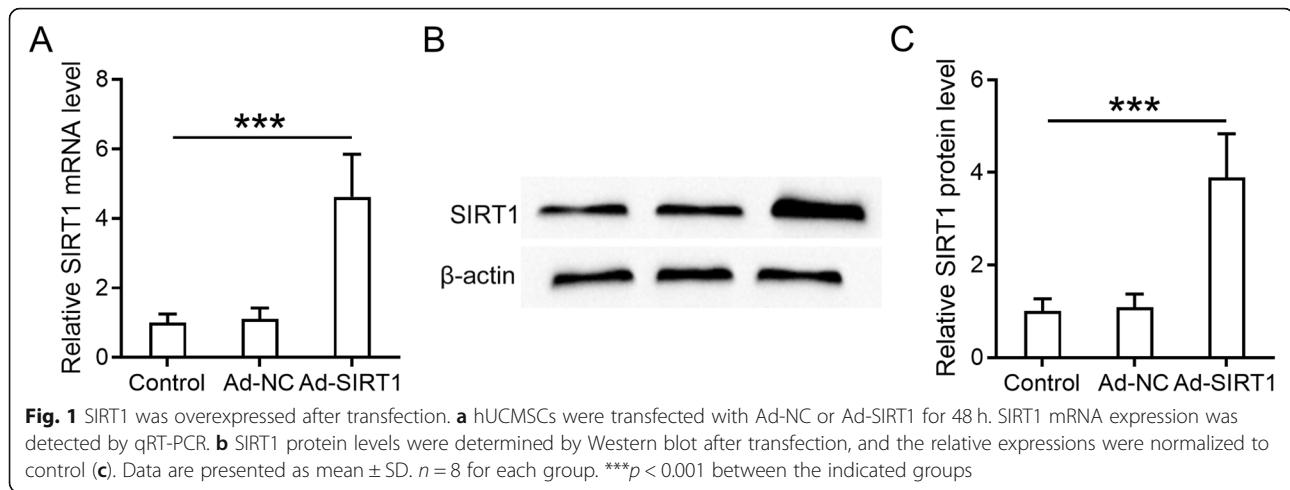 A
Relative SIRT1 mRNA level
8
6
4
2
0
***
Control Ad-NC Ad-SIRT1
B
SIRT1
β-actin
C
Relative SIRT1 protein level
6
4
2
0
***
Control Ad-NC Ad-SIRT1
Fig. 1 SIRT1 was overexpressed after transfection. a hUCMSCs were transfected with Ad-NC or Ad-SIRT1 for 48 h. SIRT1 mRNA expression was
detected by qRT-PCR. b SIRT1 protein levels were determined by Western blot after transfection, and the relative expressions were normalized to
control (c). Data are presented as mean ± SD. n = 8 for each group. ***p < 0.001 between the indicated groups